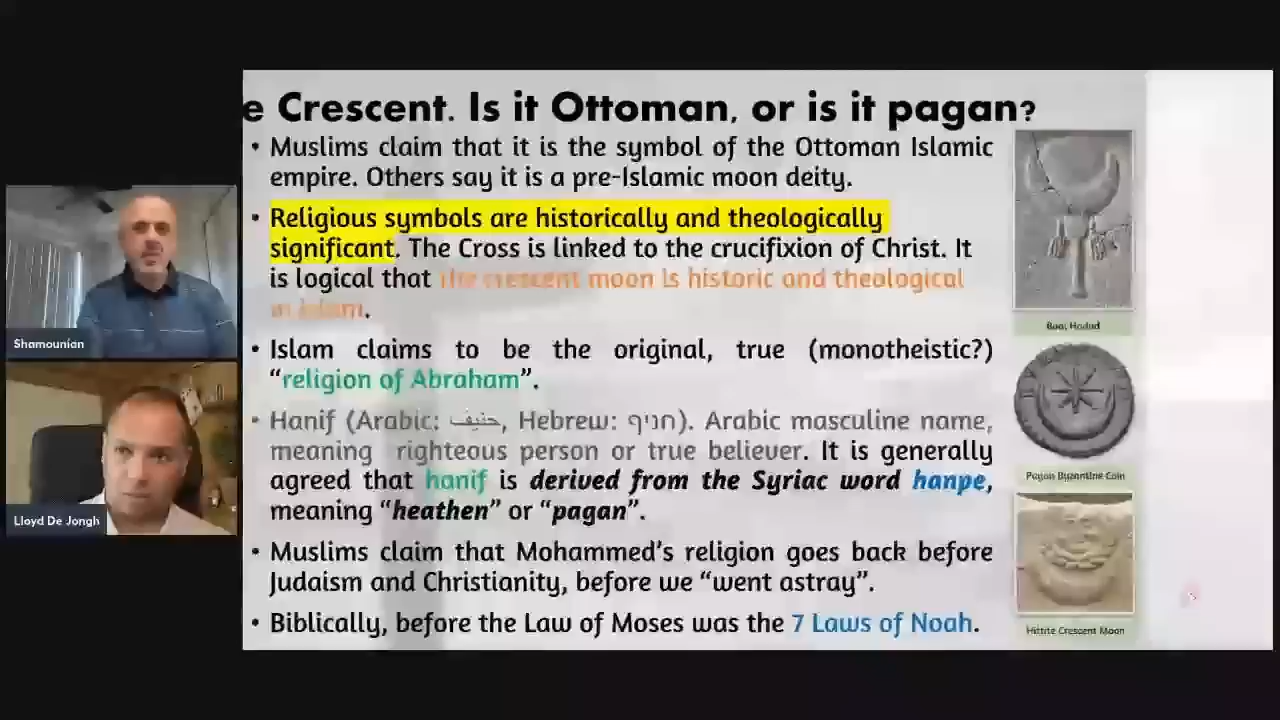 e Crescent. Is it Ottoman, or is it pagan?
• Muslims claim that it is the symbol of the Ottoman Islamic
empire. Others say it is a pre-Islamic moon deity.
• Religious symbols are historically and theologically
significant. The Cross is linked to the crucifixion of Christ. It
is logical that the crescent moon is historic and theological
in Islam.
• Islam claims to be the original, true (monotheistic?)
“religion of Abraham”.
• Hanif (Arabic: حنيف, Hebrew: חניף). Arabic masculine name,
meaning righteous person or true believer. It is generally
agreed that hanif is derived from the Syriac word hanpe,
meaning “heathen” or “pagan”.
• Muslims claim that Mohammed’s religion goes back before
Judaism and Christianity, before we “went astray”.
• Biblically, before the Law of Moses was the 7 Laws of Noah.
Baal Hadad
Pagan Byzantine Coin
Hittite Crescent Moon
Shamounian
Lloyd De Jongh